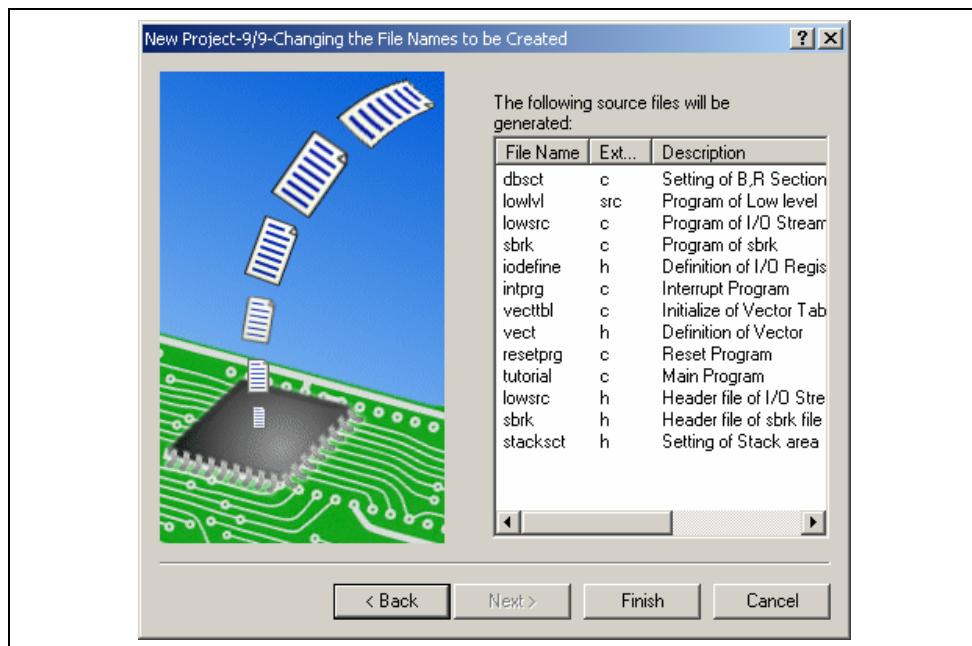 New Project-9/9-Changing the File Names to be Created
The following source files will be
generated:
File Name Ext... Description
dbsct c Setting of B,R Section
lowlvl src Program of Low level
lowsrc c Program of I/O Stream
sbrk c Program of sbrk
iodefine h Definition of I/O Regis
intprg c Interrupt Program
vecttbl c Initialize of Vector Tab
vect h Definition of Vector
resetprg c Reset Program
tutorial c Main Program
lowsrc h Header file of I/O Stre
sbrk h Header file of sbrk file
stacksct h Setting of Stack area
< Back Next > Finish Cancel